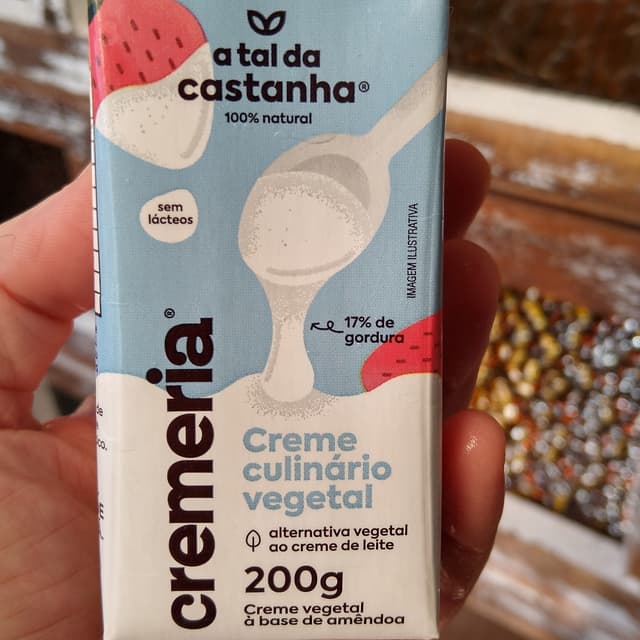 a tal da
castanha®
100% natural
sem
lácteos
IMAGEM ILUSTRATIVA
17% de
gordura
cremeria®
Creme
culinário
vegetal
alternativa vegetal
ao creme de leite
200g
Creme vegetal
à base de amêndoa